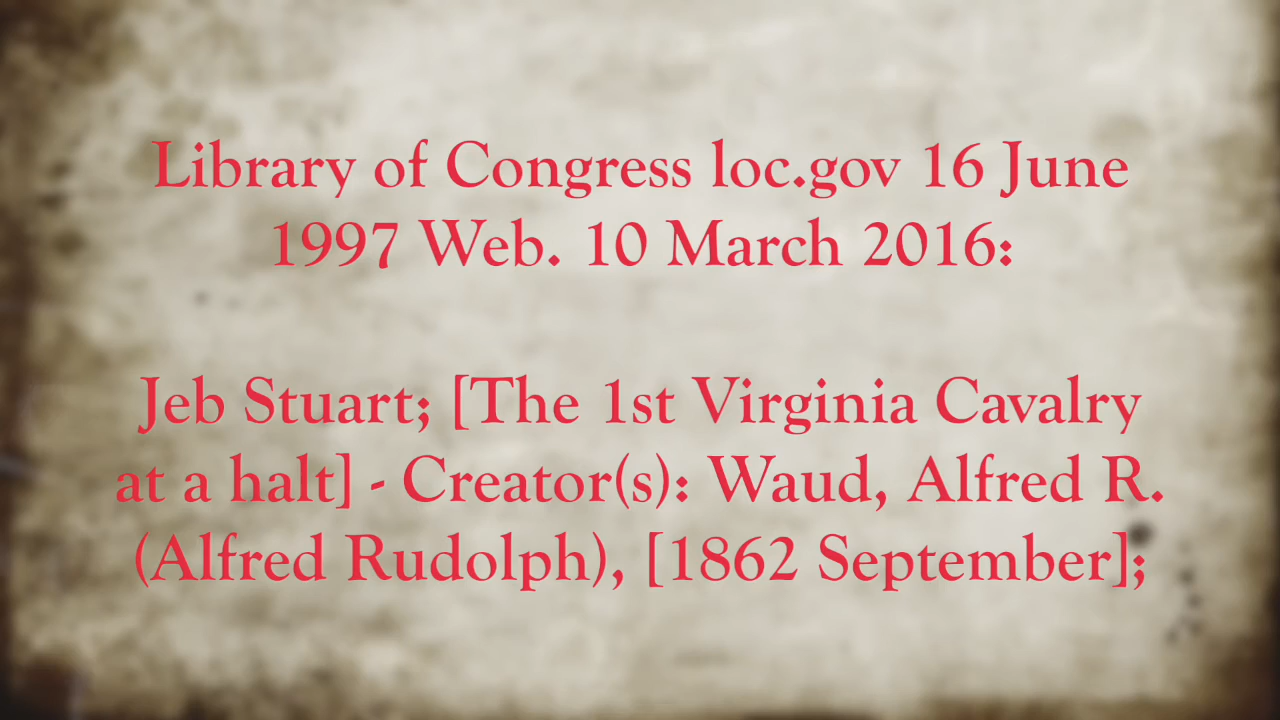 Library of Congress loc.gov 16 June
1997 Web. 10 March 2016:
Jeb Stuart; [The 1st Virginia Cavalry
at a halt] - Creator(s): Waud, Alfred R.
(Alfred Rudolph), [1862 September];